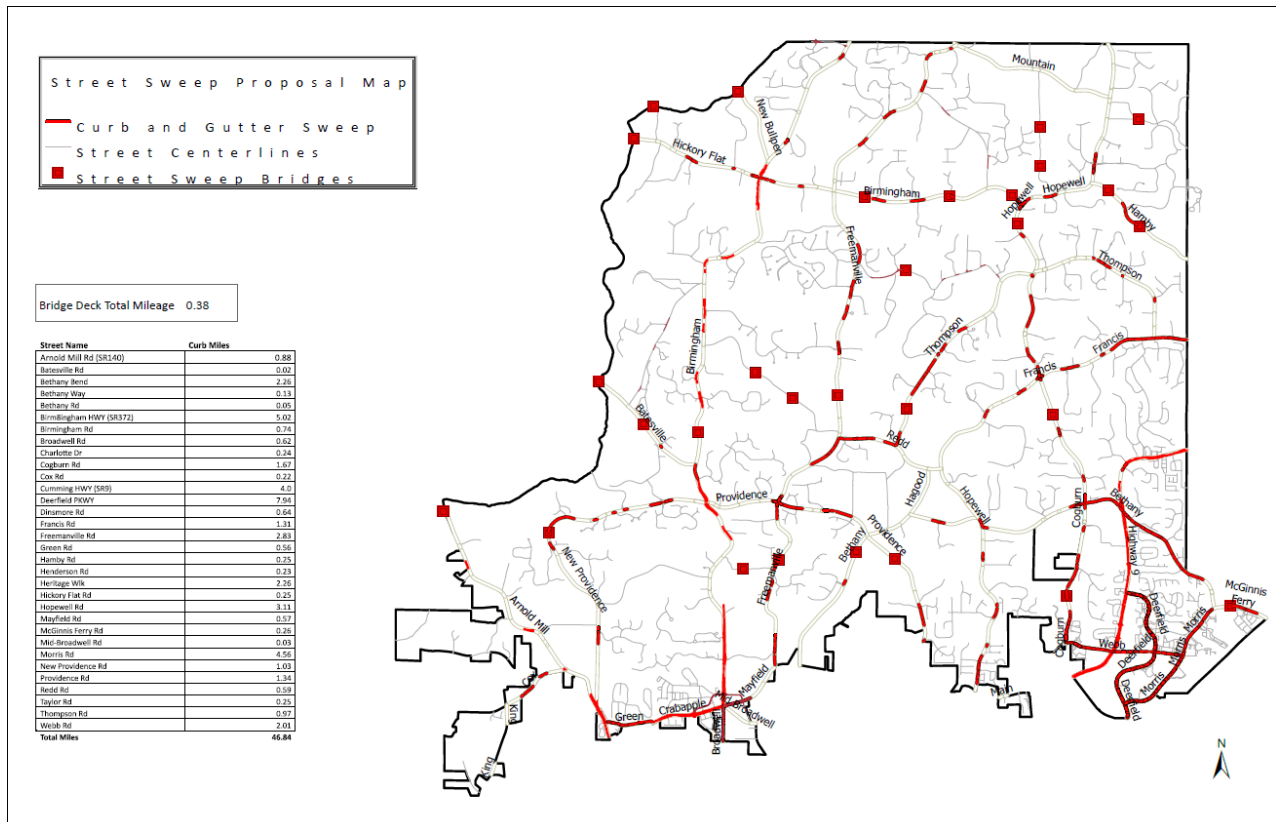 Street Sweep Proposal Map
Curb and Gutter Sweep
Street Centerlines
Street Sweep Bridges
Bridge Deck Total Mileage 0.38
Street Name Curb Miles
Arnold Mill Rd (SR140) 0.88
Batesville Rd 0.02
Bethany Bend 2.26
Bethany Way 0.13
Bethany Rd 0.05
Birm8ingham HWY (SR372) 5.02
Birmingham Rd 0.74
Broadwell Rd 0.62
Charlotte Dr 0.24
Cogburn Rd 1.67
Cox Rd 0.22
Cumming HWY (SR9) 4.0
Deerfield PKWY 7.94
Dinsmore Rd 0.64
Francis Rd 1.31
Freemanville Rd 2.83
Green Rd 0.56
Hamby Rd 0.25
Henderson Rd 0.23
Heritage Wlk 2.26
Hickory Flat Rd 0.25
Hopewell Rd 3.11
Mayfield Rd 0.57
McGinnis Ferry Rd 0.26
Mid-Broadwell Rd 0.03
Morris Rd 4.56
New Providence Rd 1.03
Providence Rd 1.34
Redd Rd 0.59
Taylor Rd 0.25
Thompson Rd 0.97
Webb Rd 2.01
Total Miles 46.84
Mountain
New Bullpen
Hickory Flat
Birmingham
Hopewell
Hopewell
Hamby
Freemanville
Thompson
Thompson
Birmingham
Francis
Francis
Batesville
Redd
Hagood
Providence
Hopewell
Cogburn
Bethany
Providence
Bethany
Highway 9
New Providence
Freemanville
McGinnis
Ferry
Arnold Mill
Deerfield
Morris
Cogburn
Webb
Deerfield
Morris
Morris
Deerfield
Cox
King
Mayfield
Main
Crabapple
Green
Mid Broadwell
Broadwell
King
N